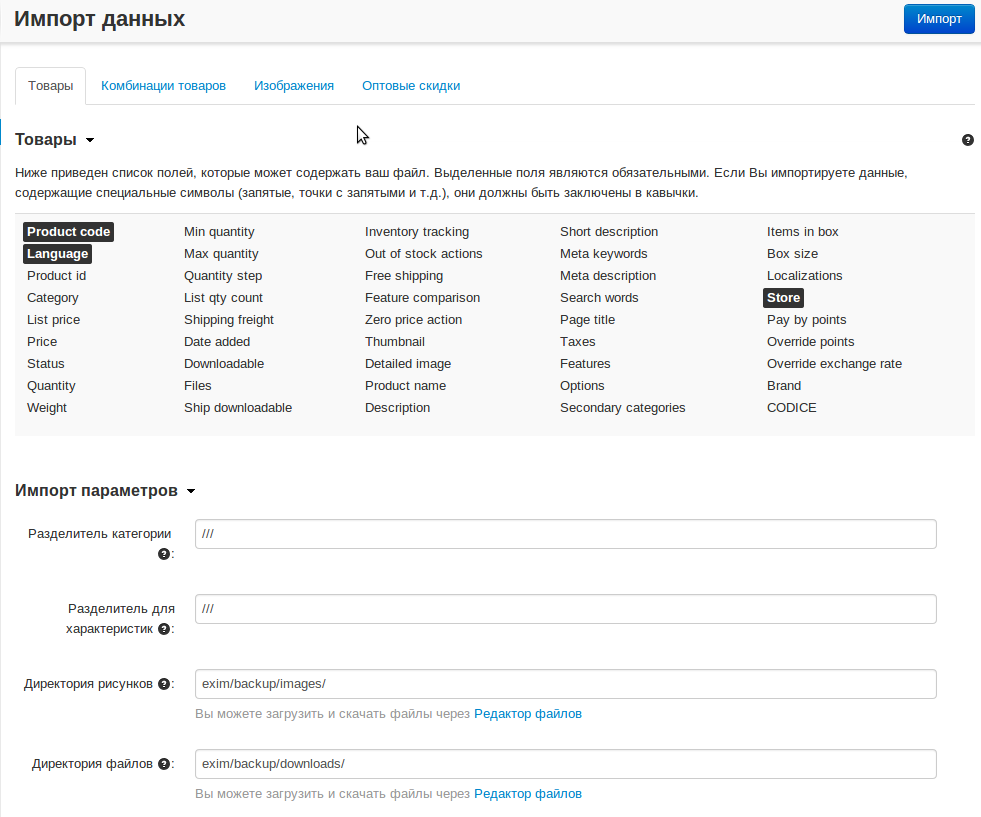 Импорт данных
Импорт
Товары Комбинации товаров Изображения Оптовые скидки
Товары
Ниже приведен список полей, которые может содержать ваш файл. Выделенные поля являются обязательными. Если Вы импортируете данные,
содержащие специальные символы (запятые, точки с запятыми и т.д.), они должны быть заключены в кавычки.
Product code Min quantity Inventory tracking Short description Items in box
Language Max quantity Out of stock actions Meta keywords Box size
Product id Quantity step Free shipping Meta description Localizations
Category List qty count Feature comparison Search words Store
List price Shipping freight Zero price action Page title Pay by points
Price Date added Thumbnail Taxes Override points
Status Downloadable Detailed image Features Override exchange rate
Quantity Files Product name Options Brand
Weight Ship downloadable Description Secondary categories CODICE
Импорт параметров
Разделитель категории
?:
///
Разделитель для
характеристик ?:
///
Директория рисунков ?: exim/backup/images/
Вы можете загрузить и скачать файлы через Редактор файлов
Директория файлов ?: exim/backup/downloads/
Вы можете загрузить и скачать файлы через Редактор файлов